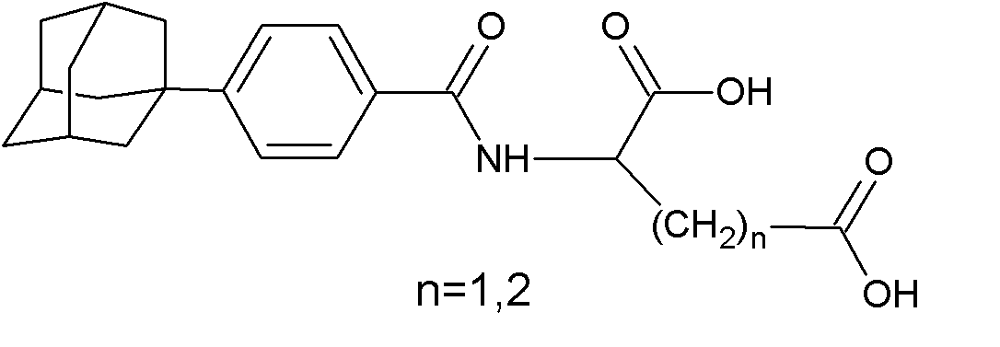 O O
OH
NH
O
(CH2)n
n=1,2
OH